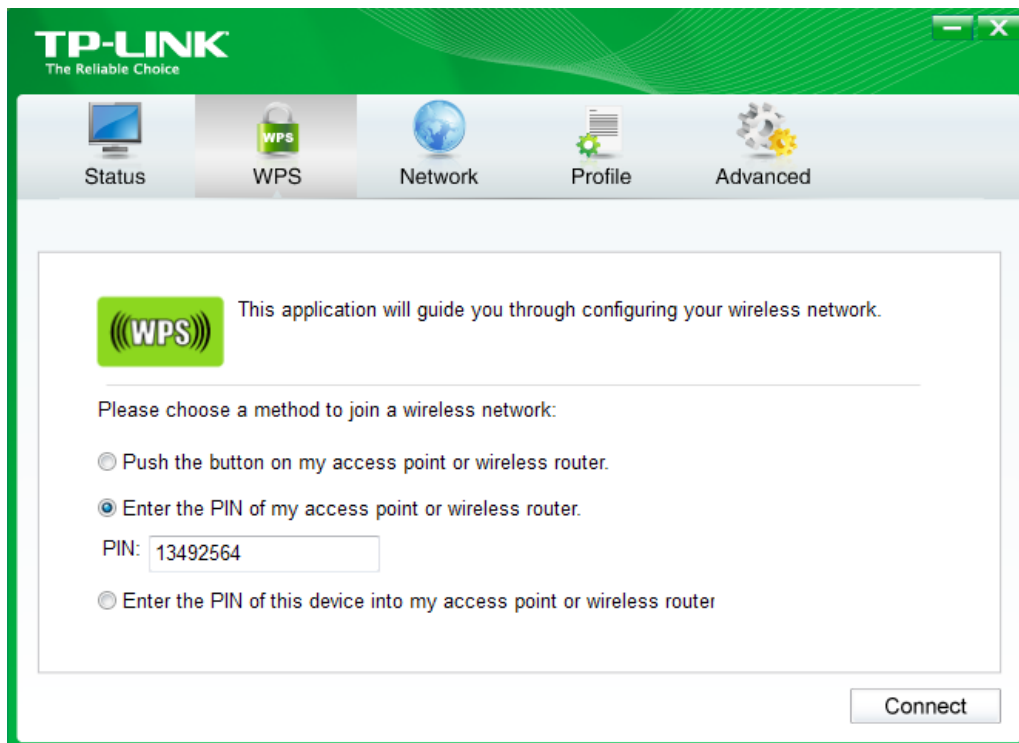 TP-LINK
The Reliable Choice
Status WPS Network Profile Advanced
WPS
This application will guide you through configuring your wireless network.
(((WPS)))
Please choose a method to join a wireless network:
Push the button on my access point or wireless router.
Enter the PIN of my access point or wireless router.
PIN: 13492564
Enter the PIN of this device into my access point or wireless router
Connect